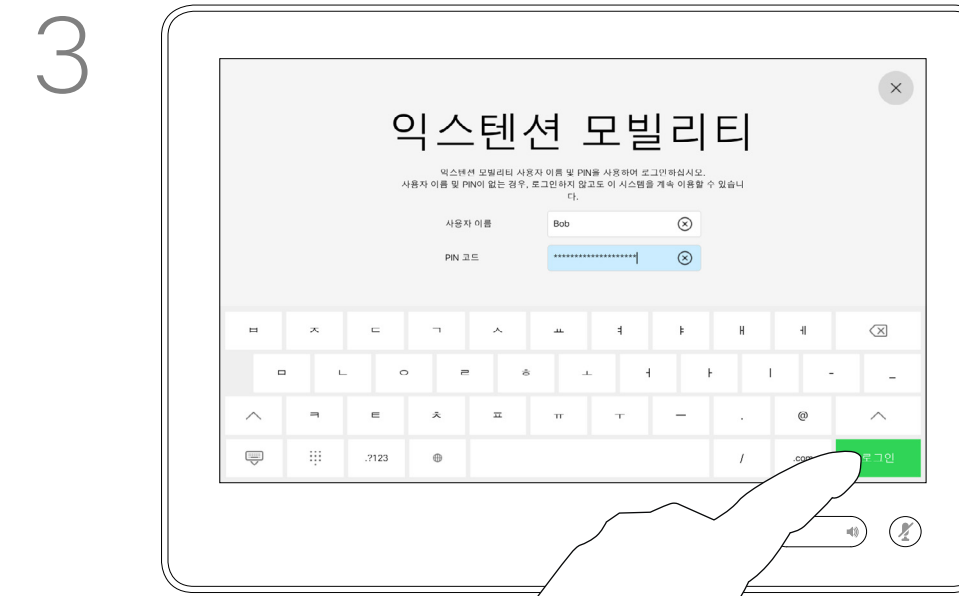 3
익스텐션 모빌리티
익스텐션 모빌리티 사용자 이름 및 PIN을 사용하여 로그인하십시오.
사용자 이름 및 PIN이 없는 경우, 로그인하지 않고도 이 시스템을 계속 이용할 수 있습니
다.
사용자 이름 Bob
PIN 코드 ********************
ㅂ ㅈ ㄷ ㄱ ㅅ ㅛ ㅕ ㅑ ㅐ ㅔ
ㅁ ㄴ ㅇ ㄹ ㅎ ㅗ ㅓ ㅏ ㅣ - _
ㅋ ㅌ ㅊ ㅍ ㅠ ㅜ ㅡ . @
.?123 / .com 로그인